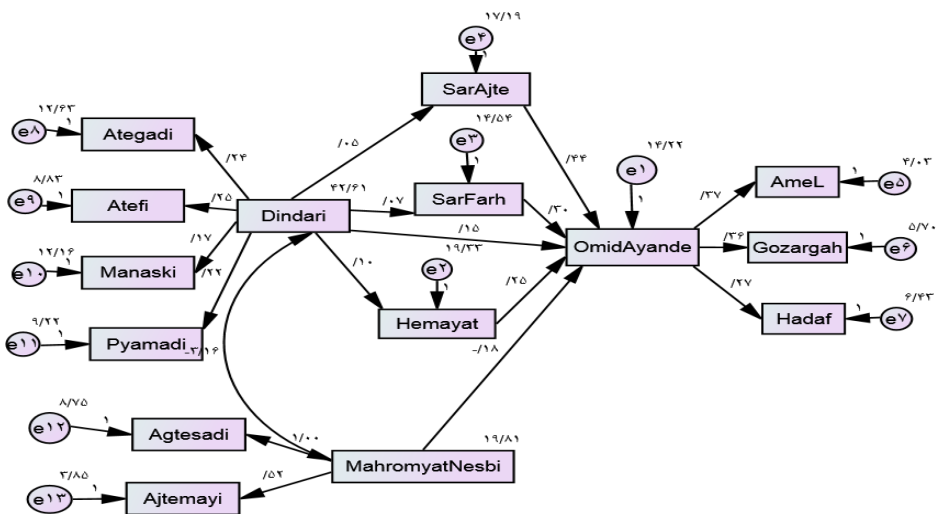 ۱۷/۱۹
e۴
۱
SarAjte
۱۲/۶۳
e۸
۱
Ategadi
/۲۴
/۰۵
۱۴/۵۴
e۳
۱
SarFarh
/۴۴
۱۴/۲۲
e۱
۱
۸/۸۳
e۹
۱
Atefi
/۲۵
۴۲/۶۱
Dindari
/۰۷
/۳۰
OmidAyande
/۳۷
AmeL
۱
۴/۰۳
e۵
/۱۵
/۳۶
Gozargah
۱
۵/۷۰
e۶
۱۲/۱۶
e۱۰
۱
Manaski
/۱۷
/۲۲
/۱۰
۱۹/۳۳
e۲
۱
Hemayat
/۲۵
/۲۷
Hadaf
۱
۶/۴۳
e۷
۹/۲۲
e۱۱
۱
Pyamadi
-۳/۱۶
-/۱۸
۸/۷۵
e۱۲
۱
Agtesadi
۱/۰۰
۱۹/۸۱
MahromyatNesbi
۳/۸۵
e۱۳
۱
Ajtemayi
/۵۲